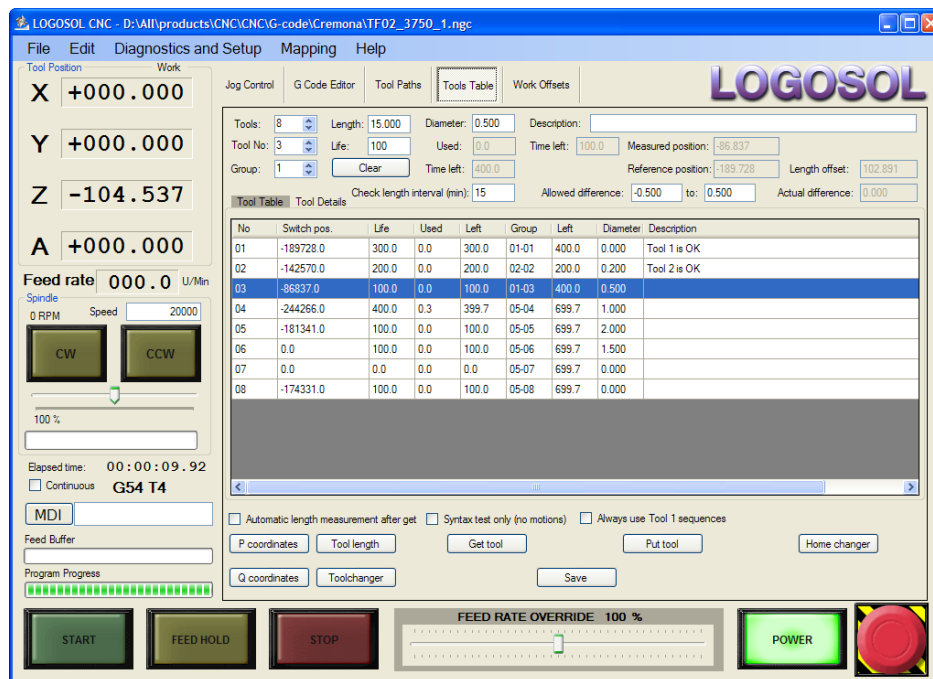 LOGOSOL CNC - D:\All\products\CNC\CNC\G-code\Cremona\TF02_3750_1.ngc
File Edit Diagnostics and Setup Mapping Help
Tool Position Work
X +000.000
Y +000.000
Z -104.537
A +000.000
Feed rate 000.0 U/Min
Spindle
0 RPM Speed 20000
CW CCW
100 %
Elapsed time: 00:00:09.92
Continuous G54 T4
MDI
Feed Buffer
Program Progress
Jog Control G Code Editor Tool Paths Tools Table Work Offsets
LOGOSOL
Tools: 8 Length: 15.000 Diameter: 0.500 Description:
Tool No: 3 Life: 100 Used: 0.0 Time left: 100.0 Measured position: -86.837
Group: 1 Clear Time left: 400.0 Reference position: -189.728 Length offset: 102.891
Check length interval (min): 15 Allowed difference: -0.500 to: 0.500 Actual difference: 0.000
Tool Table Tool Details
No Switch pos. Life Used Left Group Left Diameter Description
01 -189728.0 300.0 0.0 300.0 01-01 400.0 0.000 Tool 1 is OK
02 -142570.0 200.0 0.0 200.0 02-02 200.0 0.200 Tool 2 is OK
03 -86837.0 100.0 0.0 100.0 01-03 400.0 0.500
04 -244266.0 400.0 0.3 399.7 05-04 699.7 1.000
05 -181341.0 100.0 0.0 100.0 05-05 699.7 2.000
06 0.0 100.0 0.0 100.0 05-06 699.7 1.500
07 0.0 0.0 0.0 0.0 05-07 699.7 0.000
08 -174331.0 100.0 0.0 100.0 05-08 699.7 0.000
Automatic length measurement after get Syntax test only (no motions) Always use Tool 1 sequences
P coordinates Tool length Get tool Put tool Home changer
Q coordinates Toolchanger Save
START FEED HOLD STOP
FEED RATE OVERRIDE 100 %
POWER